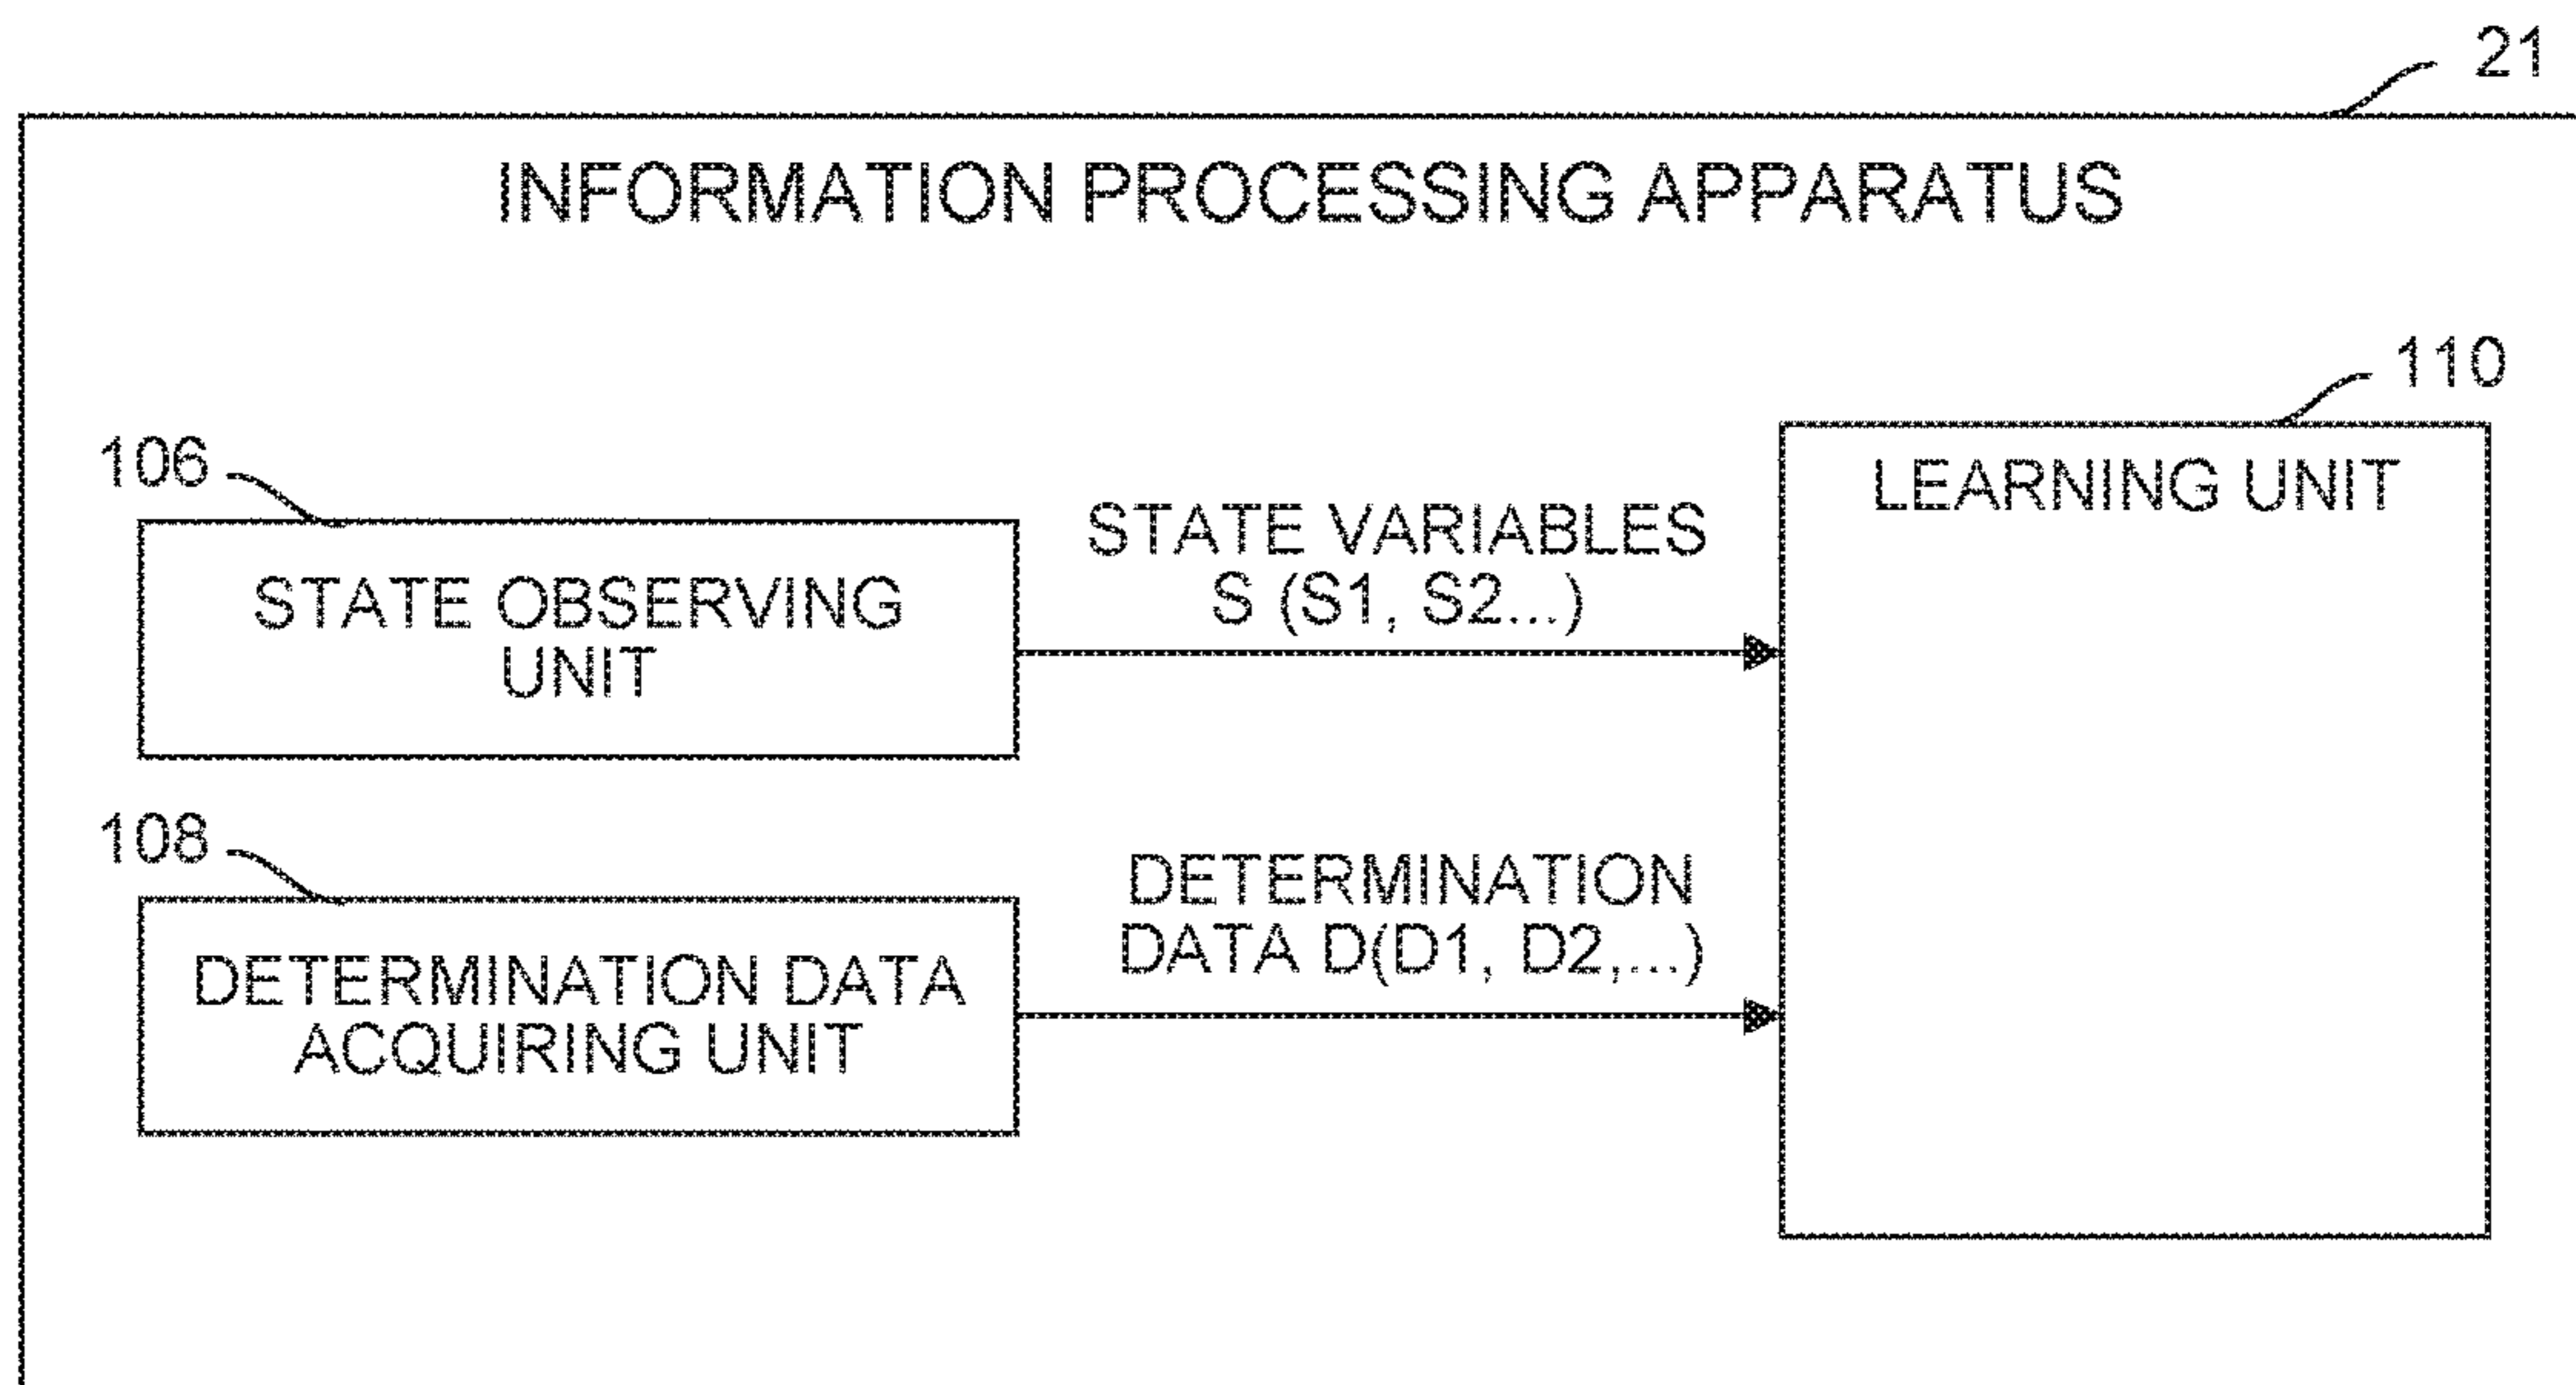 21
INFORMATION PROCESSING APPARATUS
110
LEARNING UNIT
106
STATE OBSERVING
UNIT
STATE VARIABLES
S (S1, S2...)
108
DETERMINATION DATA
ACQUIRING UNIT
DETERMINATION
DATA D(D1, D2,...)